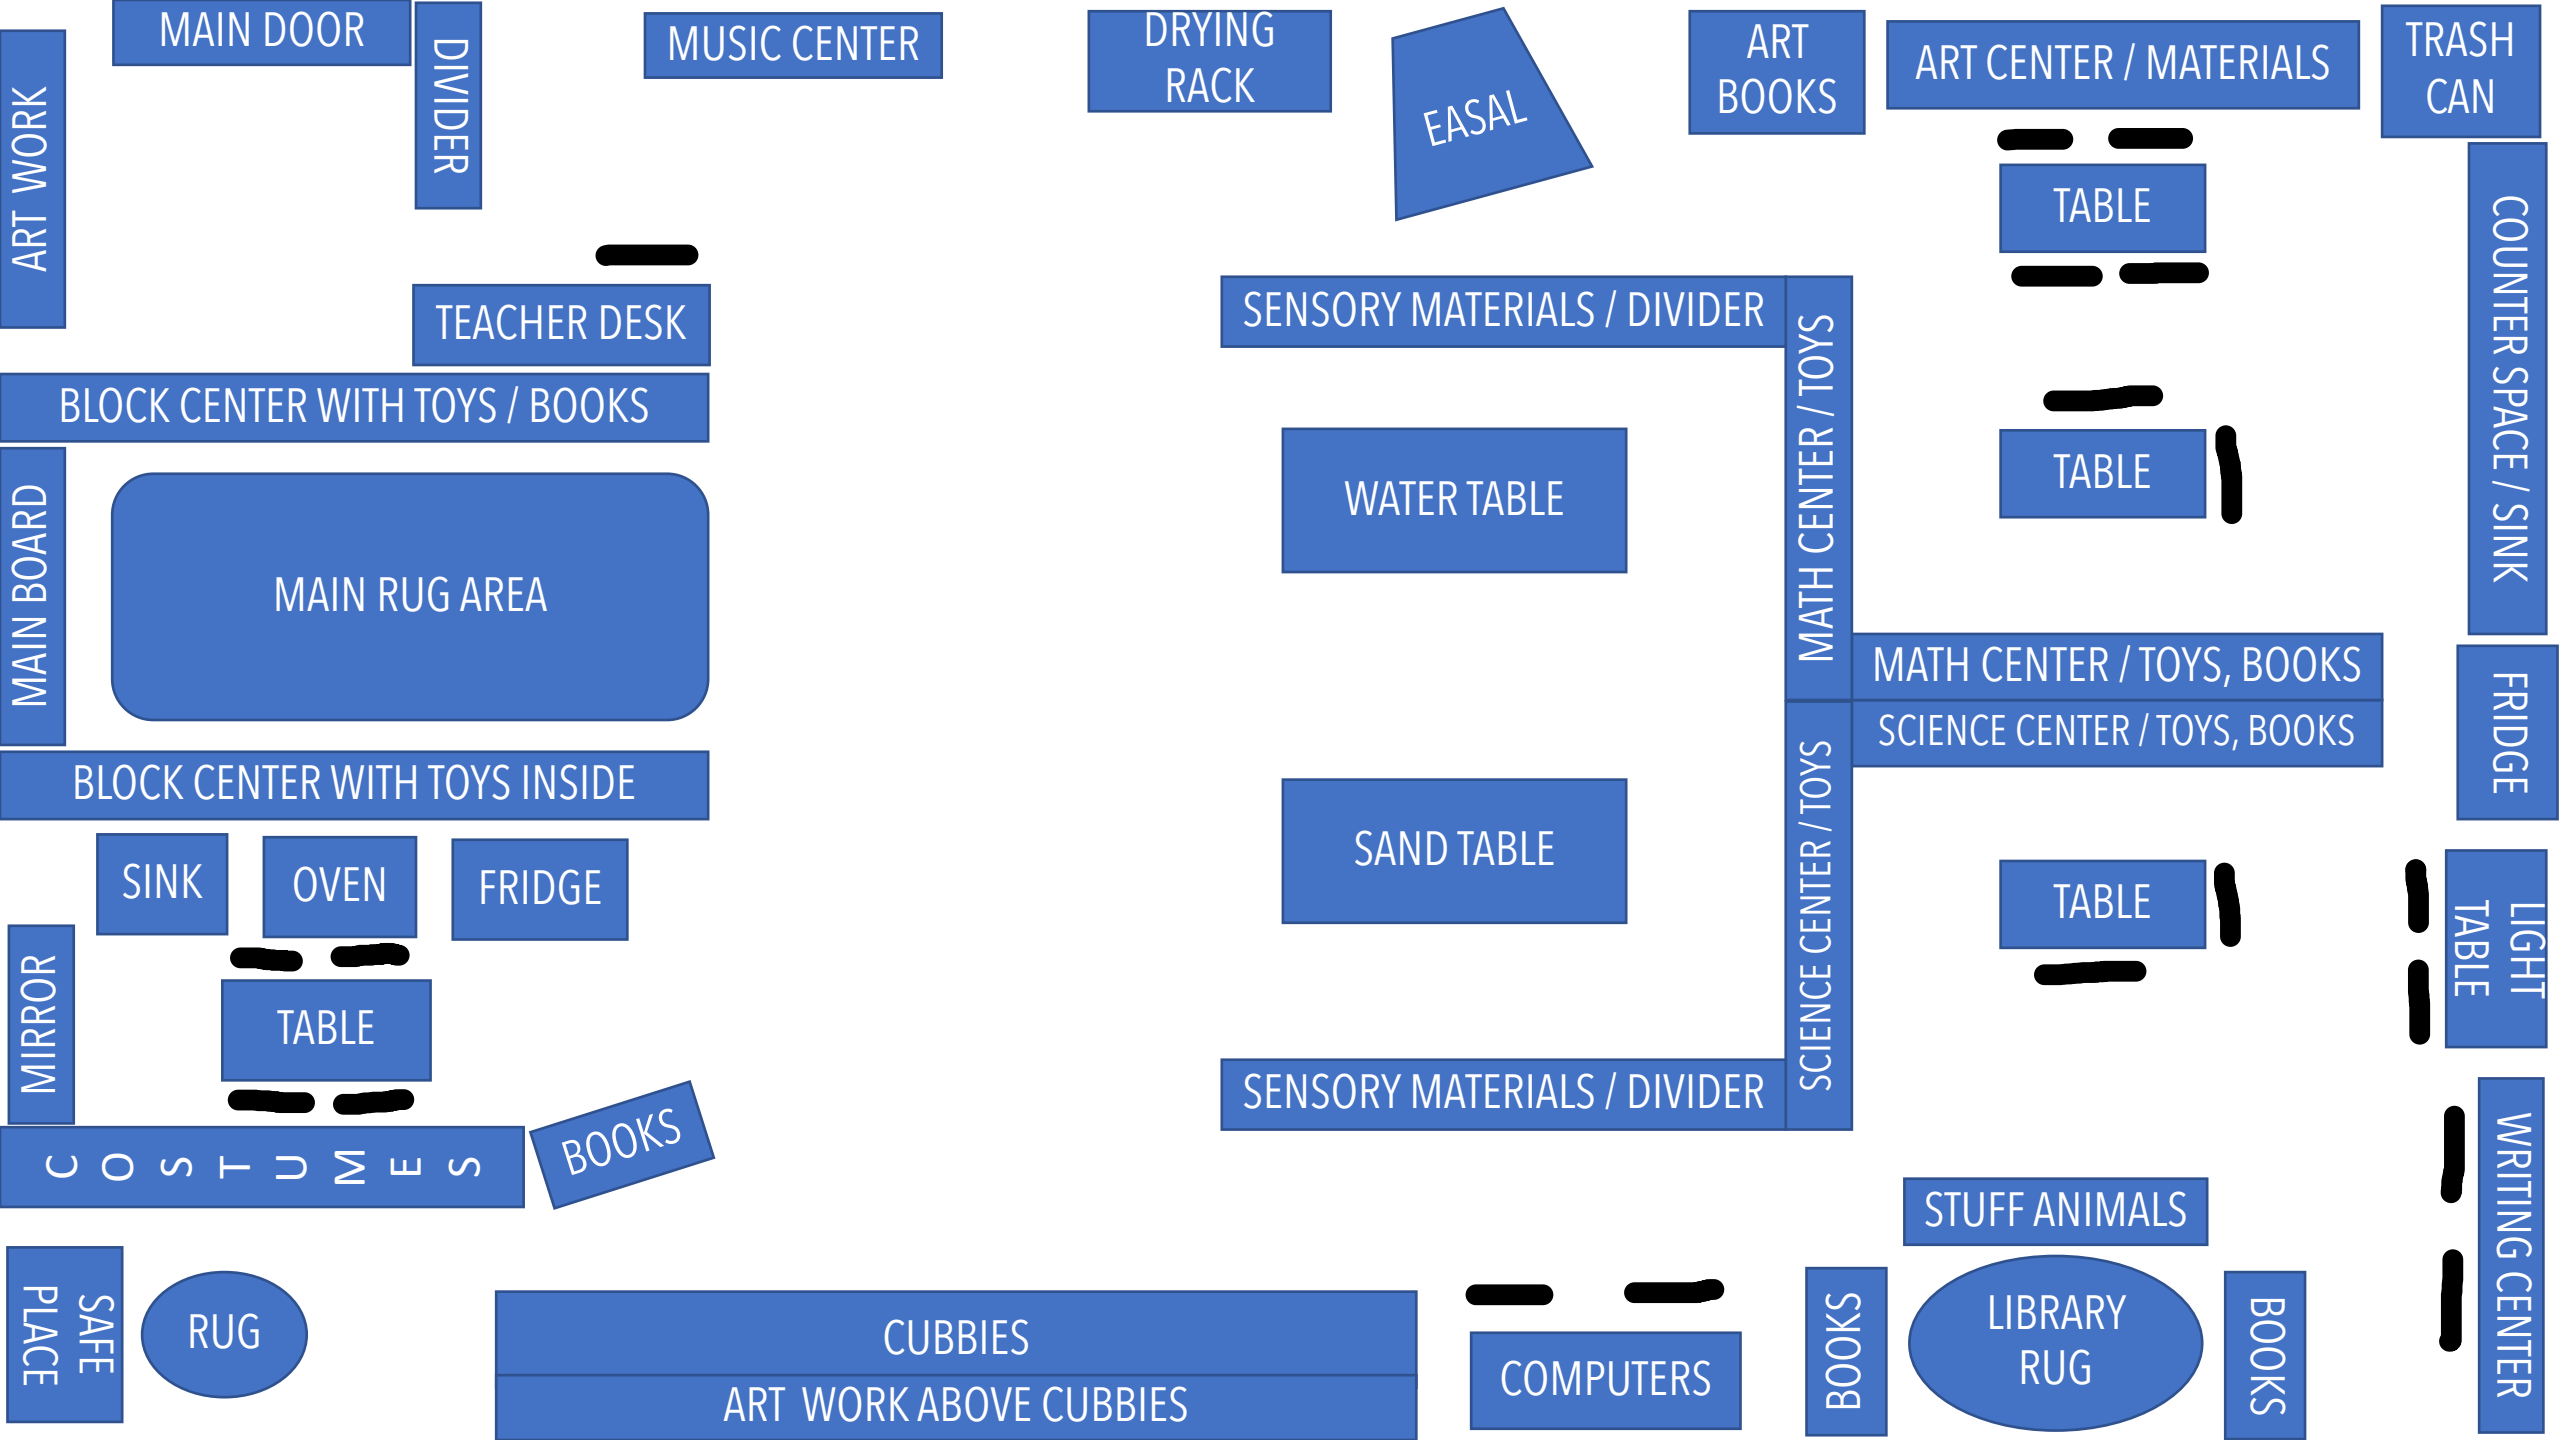 MAIN DOOR
DIVIDER
MUSIC CENTER
DRYING
RACK
EASAL
ART
BOOKS
ART CENTER / MATERIALS
TRASH
CAN
ART WORK
TABLE
COUNTER SPACE / SINK
TEACHER DESK
SENSORY MATERIALS / DIVIDER
MATH CENTER / TOYS
BLOCK CENTER WITH TOYS / BOOKS
MAIN BOARD
MAIN RUG AREA
WATER TABLE
TABLE
MATH CENTER / TOYS, BOOKS
SCIENCE CENTER / TOYS, BOOKS
FRIDGE
BLOCK CENTER WITH TOYS INSIDE
SINK
OVEN
FRIDGE
SAND TABLE
SCIENCE CENTER / TOYS
TABLE
LIGHT
TABLE
MIRROR
TABLE
SENSORY MATERIALS / DIVIDER
COSTUMES
BOOKS
STUFF ANIMALS
WRITING CENTER
SAFE
PLACE
RUG
CUBBIES
ART WORK ABOVE CUBBIES
COMPUTERS
BOOKS
LIBRARY
RUG
BOOKS